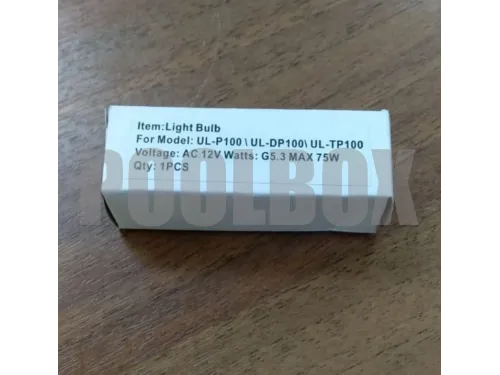 Item:Light Bulb
For Model: UL-P100 \ UL-DP100\ UL-TP100
Voltage: AC 12V Watts: G5.3 MAX 75W
Qty: 1PCS
POOLBOX